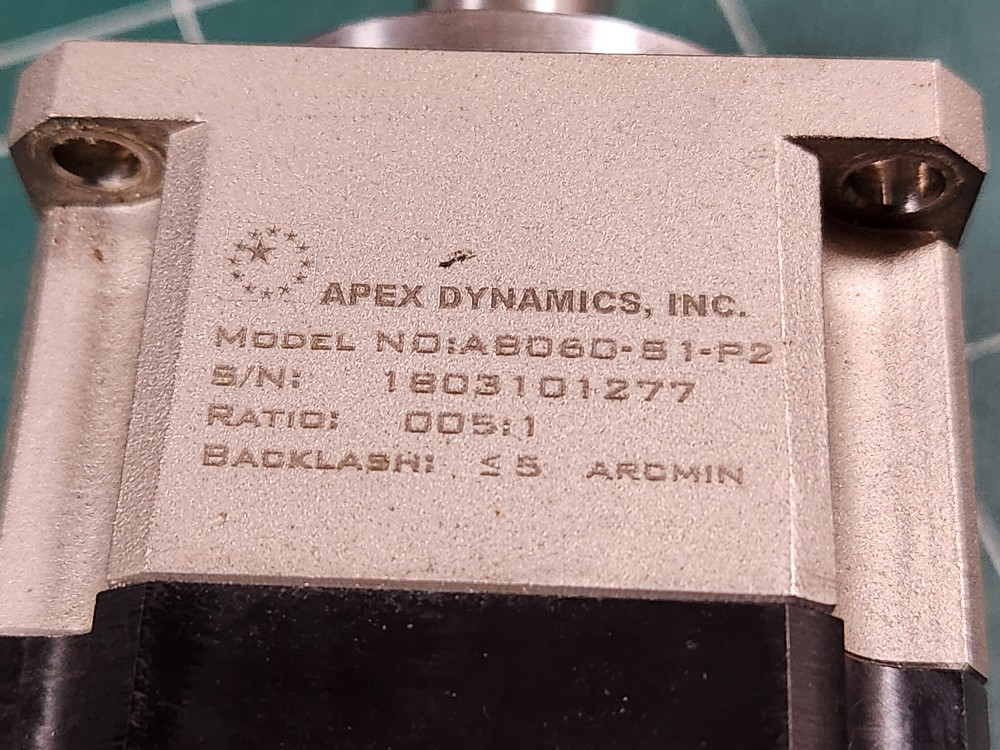 APEX DYNAMICS, INC.
MODEL NO:AB060-S1-P2
S/N: 1803101277
RATIO: 005:1
BACKLASH: ≤5 ARCMIN